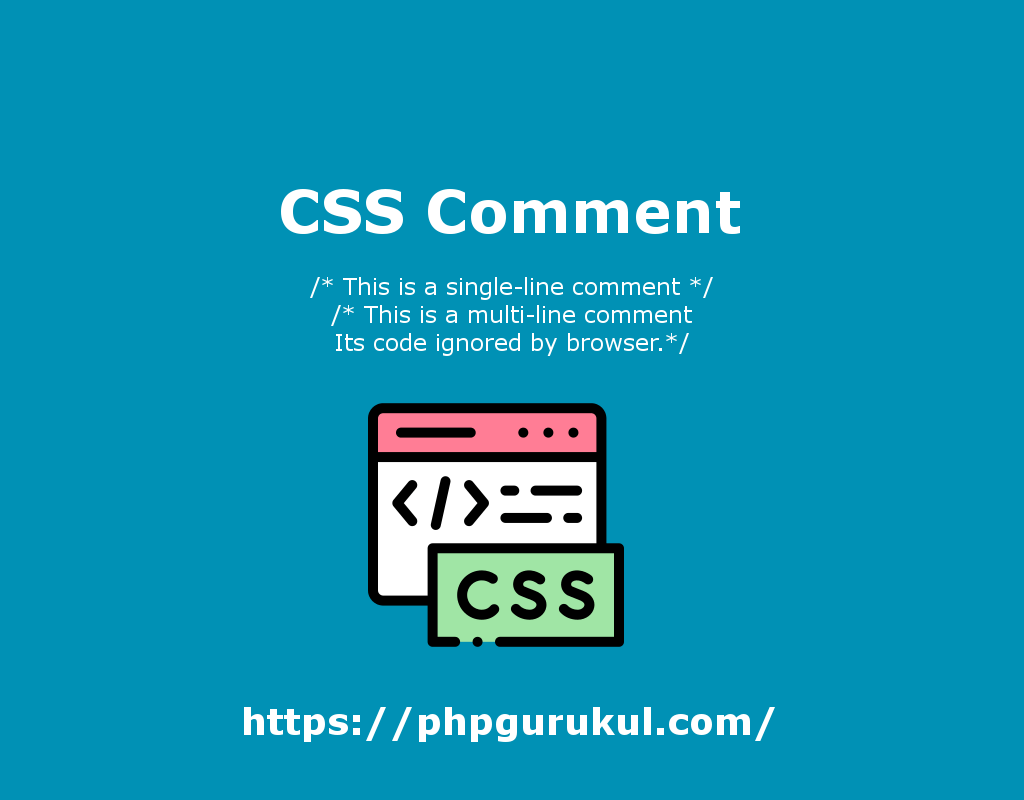 CSS Comment
/* This is a single-line comment */
/* This is a multi-line comment
Its code ignored by browser.*/
</>
CSS
https://phpgurukul.com/